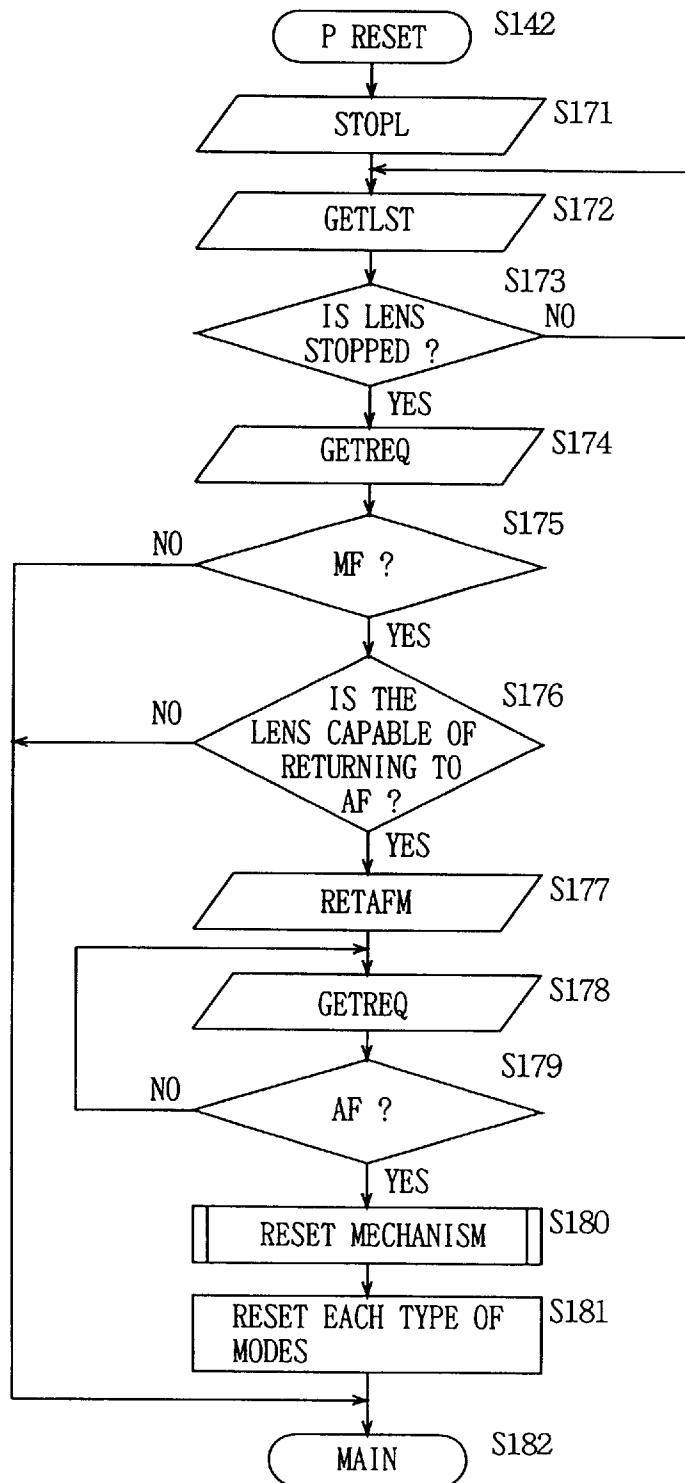 P RESET
S142
STOPL
S171
GETLST
S172
S173
IS LENS
STOPPED ?
NO
YES
GETREQ
S174
S175
NO
MF ?
YES
S176
NO
IS THE
LENS CAPABLE OF
RETURNING TO
AF ?
YES
RETAFM
S177
GETREQ
S178
S179
NO
AF ?
YES
RESET MECHANISM
S180
RESET EACH TYPE OF
MODES
S181
MAIN
S182